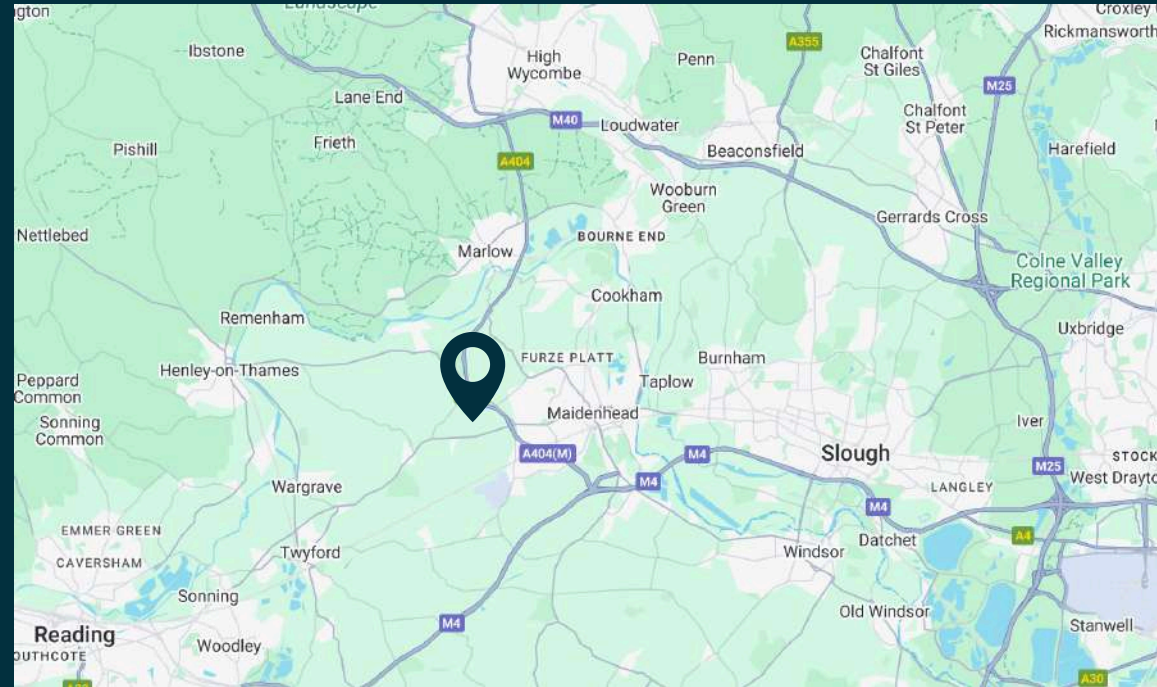 ngton
Landscape
Croxley
Rickmansworth
Ibstone
High
Wycombe
Penn
A355
Chalfont
St Giles
Lane End
M25
M40
Loudwater
Chalfont
St Peter
Pishill
Frieth
A404
Beaconsfield
Harefield
Wooburn
Green
Gerrards Cross
Nettlebed
Marlow
BOURNE END
Colne Valley
Regional Park
Cookham
Remenham
Uxbridge
Henley-on-Thames
FURZE PLATT
Burnham
Peppard
Common
Taplow
Maidenhead
Sonning
Common
Iver
A404(M)
M4
Slough
M25
STOCK
West Drayto
Wargrave
M4
LANGLEY
M4
EMMER GREEN
A4
CAVERSHAM
Twyford
Windsor
Datchet
Sonning
Old Windsor
M4
Stanwell
Reading
OUTHCOTE
Woodley
A30